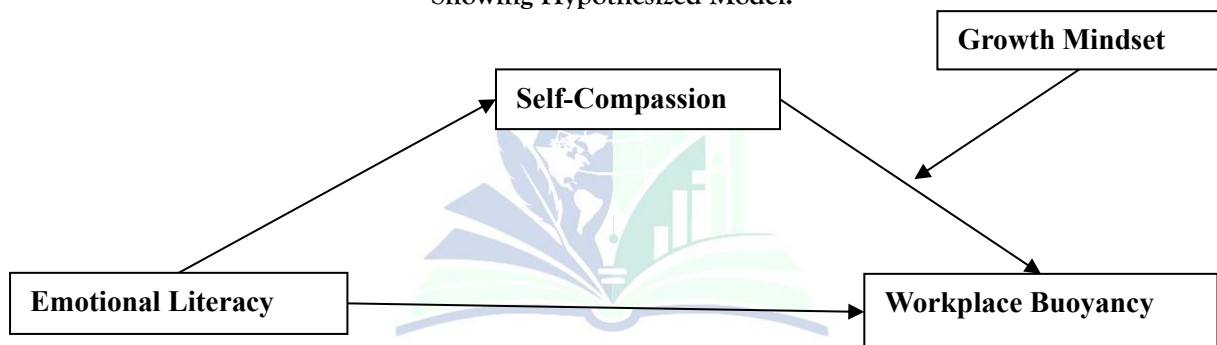 Showing Hypothesized Model.
Growth Mindset
Self-Compassion
Emotional Literacy
Workplace Buoyancy